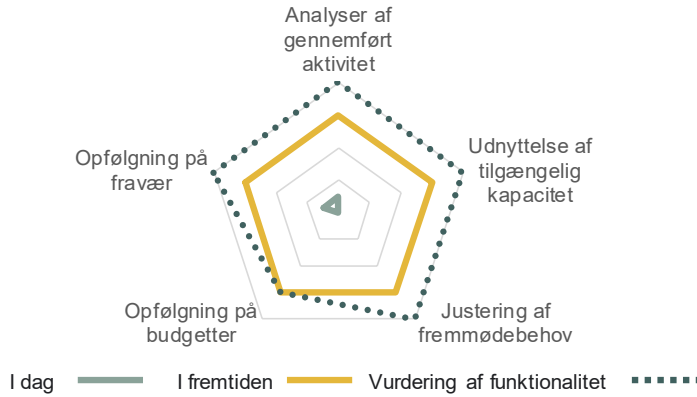 Analyser af
gennemført
aktivitet
Udnyttelse af
tilgængelig
kapacitet
Opfølgning på
fravær
Opfølgning på
budgetter
Justering af
fremmødebehov
I dag
I fremtiden
Vurdering af funktionalitet